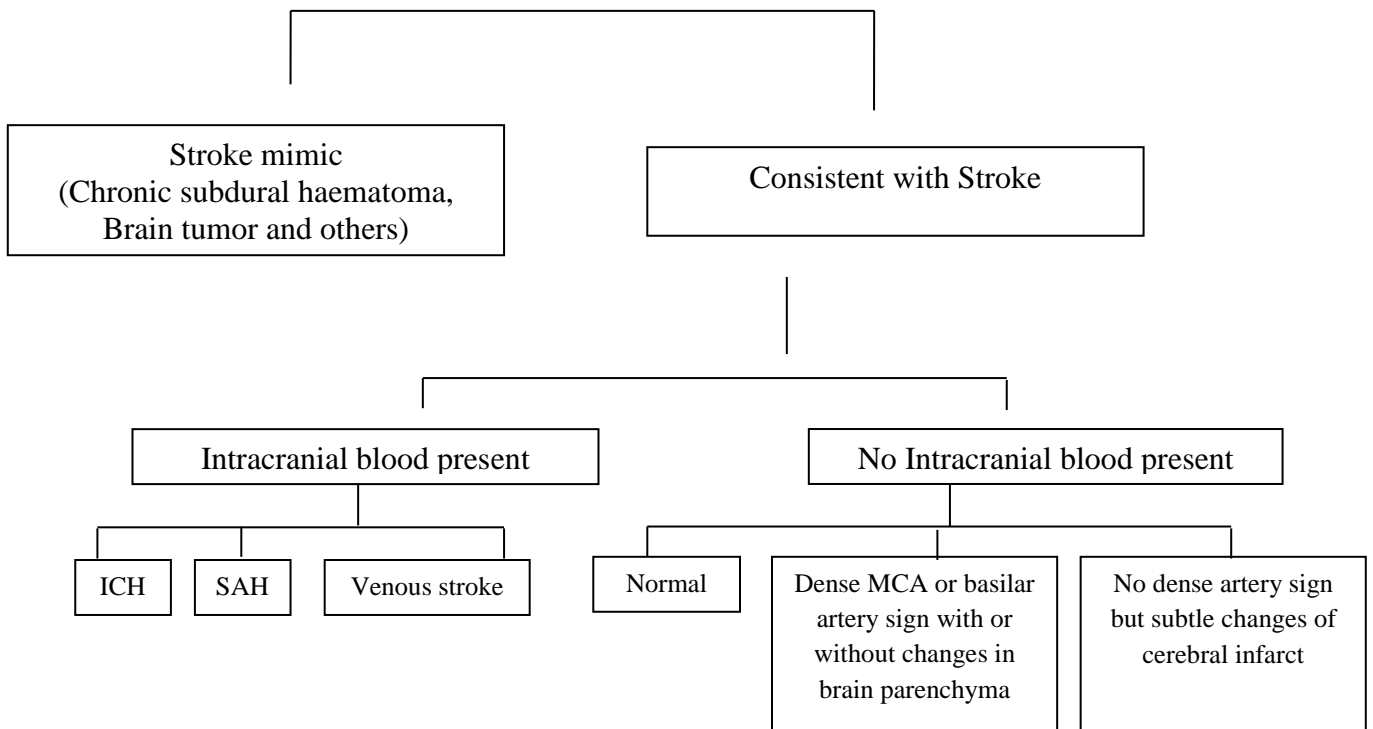 Stroke mimic
(Chronic subdural haematoma,
Brain tumor and others)
Consistent with Stroke
Intracranial blood present
No Intracranial blood present
ICH
SAH
Venous stroke
Normal
Dense MCA or basilar
artery sign with or
without changes in
brain parenchyma
No dense artery sign
but subtle changes of
cerebral infarct